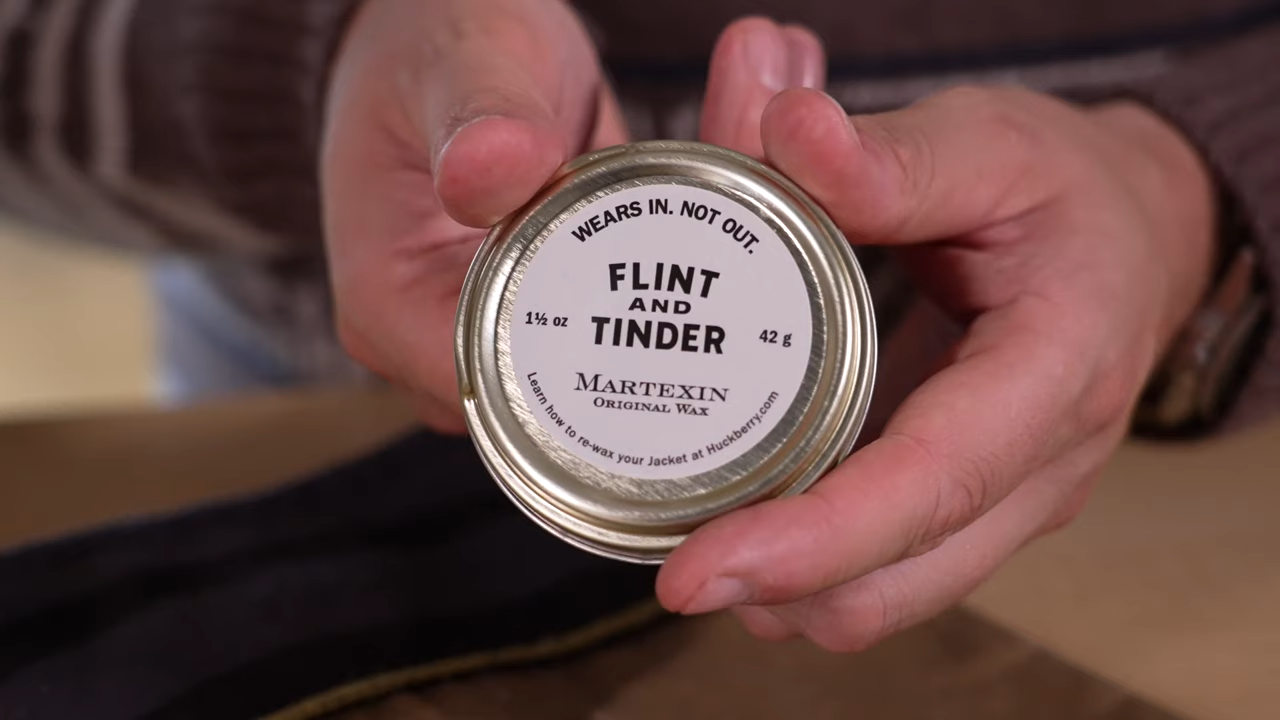 WEARS IN. NOT OUT.
FLINT
AND
TINDER
1½ oz
42 g
MARTEXIN
ORIGINAL WAX
Learn how to re-wax your Jacket at Huckberry.com